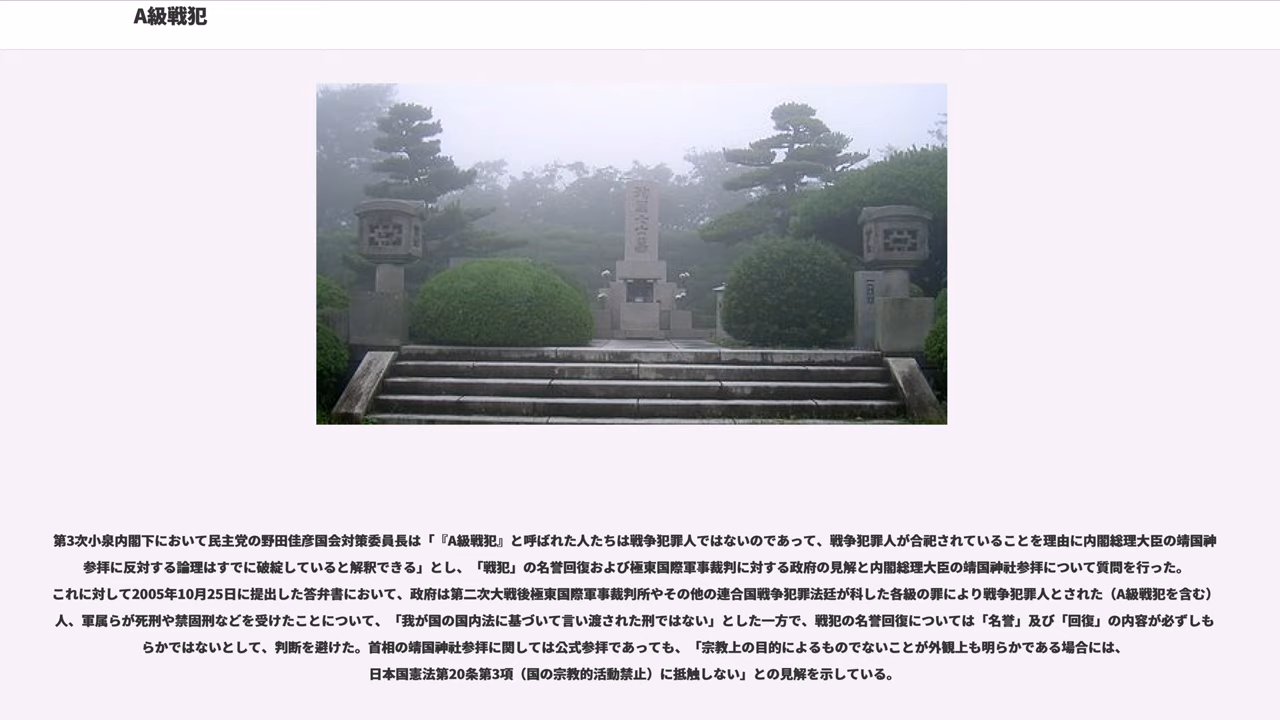 A級戦犯
第3次小泉内閣下において民主党の野田佳彦国会対策委員長は「『A級戦犯』と呼ばれた人たちは戦争犯罪人ではないのであって、戦争犯罪人が合祀されていることを理由に内閣総理大臣の靖国神
参拝に反対する論理はすでに破綻していると解釈できる」とし、「戦犯」の名誉回復および極東国際軍事裁判に対する政府の見解と内閣総理大臣の靖国神社参拝について質問を行った。
これに対して2005年10月25日に提出した答弁書において、政府は第二次大戦後極東国際軍事裁判所やその他の連合国戦争犯罪法廷が科した各級の罪により戦争犯罪人とされた（A級戦犯を含む）
人、軍属らが死刑や禁固刑などを受けたことについて、「我が国の国内法に基づいて言い渡された刑ではない」とした一方で、戦犯の名誉回復については「名誉」及び「回復」の内容が必ずしも
らかではないとして、判断を避けた。首相の靖国神社参拝に関しては公式参拝であっても、「宗教上の目的によるものでないことが外観上も明らかである場合には、
日本国憲法第20条第3項（国の宗教的活動禁止）に抵触しない」との見解を示している。